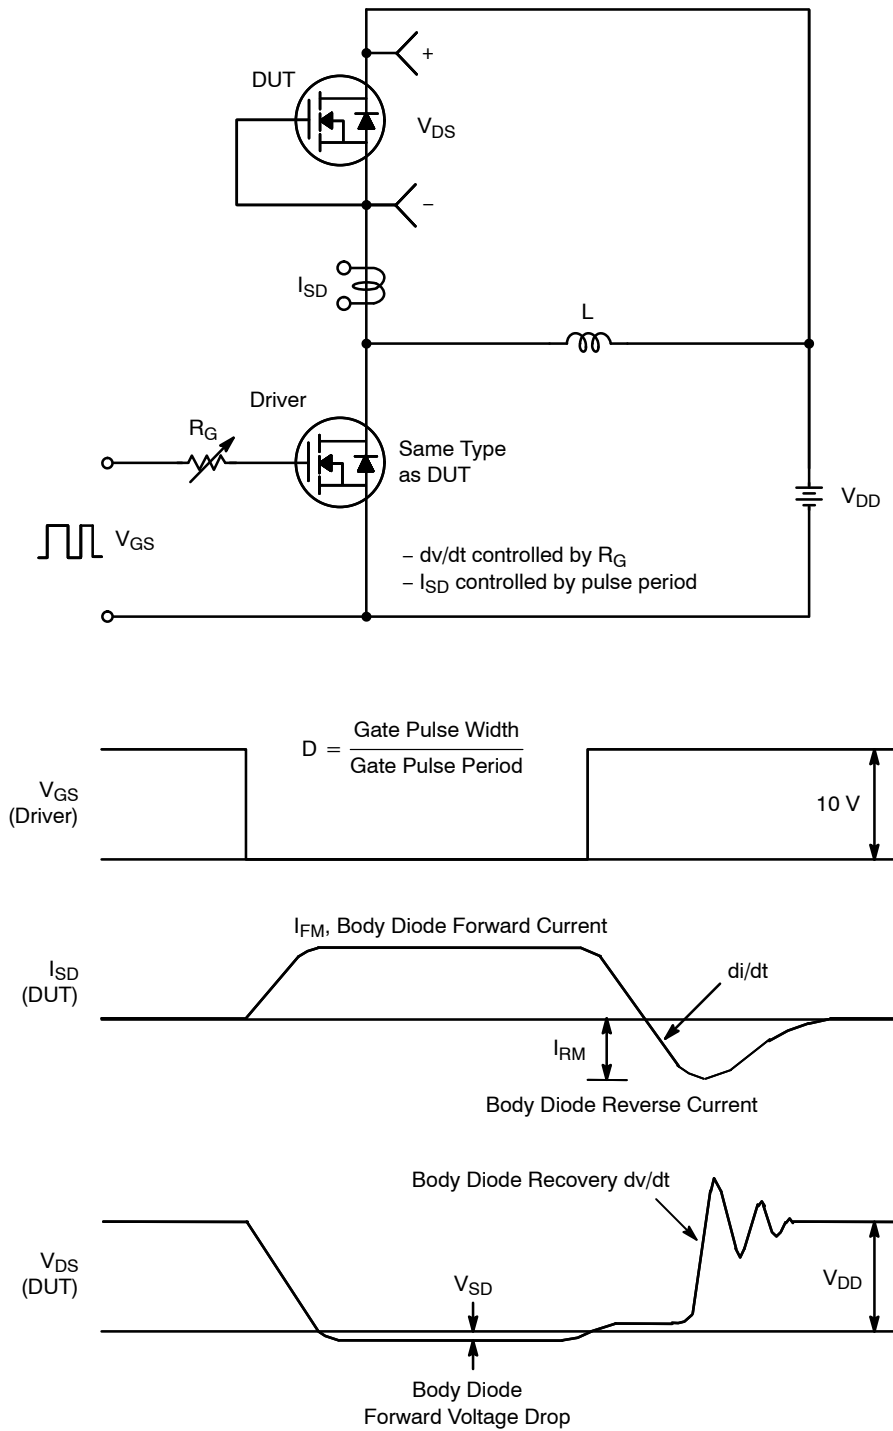 +
DUT
V_DS
−
I_SD
L
Driver
R_G
Same Type
as DUT
V_DD
V_GS
− dv/dt controlled by R_G
− I_SD controlled by pulse period
D = Gate Pulse Width
Gate Pulse Period
V_GS
(Driver)
10 V
I_FM, Body Diode Forward Current
I_SD
(DUT)
di/dt
I_RM
Body Diode Reverse Current
Body Diode Recovery dv/dt
V_DS
(DUT)
V_SD
V_DD
Body Diode
Forward Voltage Drop